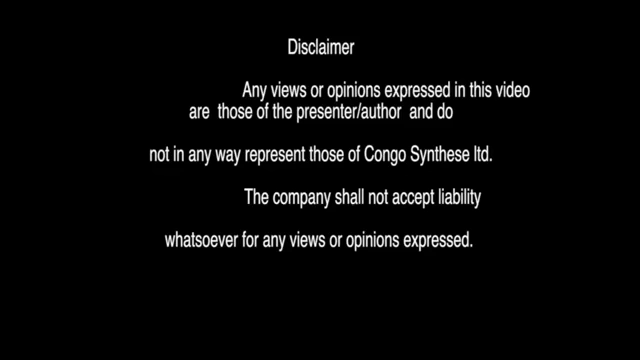 Disclaimer
Any views or opinions expressed in this video
are those of the presenter/author and do
not in any way represent those of Congo Synthese ltd.
The company shall not accept liability
whatsoever for any views or opinions expressed.